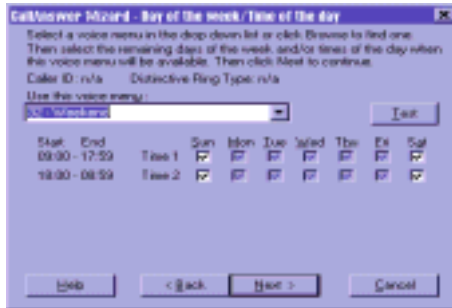 CallAnswer Wizard - Day of the week/Time of the day
Select a voice menu in the drop down list or click Browse to find one.
Then select the remaining days of the week and/or times of the day when
this voice menu will be available. Then click Next to continue.
Caller ID: n/a Distinctive Ring Type: n/a
Use this voice menu:
Weekend
Start End Sun Mon Tue Wed Thu Fri Sat
09:00 - 17:59 Time 1
18:00 - 08:59 Time 2
Help < Back Next > Cancel